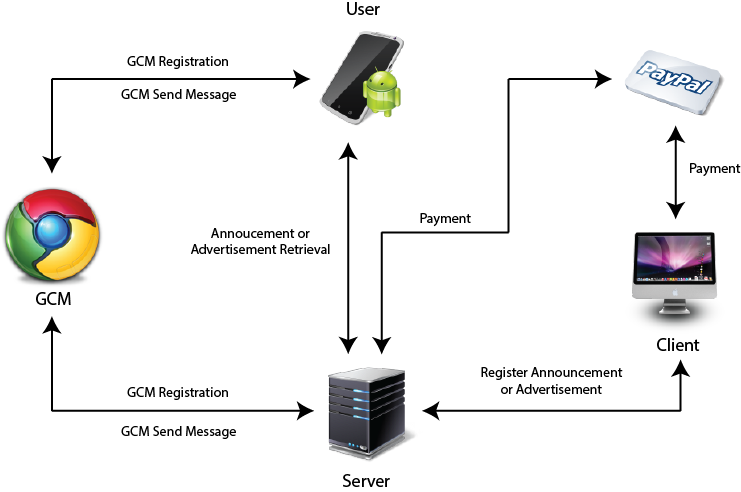 User
GCM Registration
GCM Send Message
PayPal
Payment
Annoucement or
Advertisement Retrieval
Payment
GCM
Client
Register Announcement
or Advertisement
GCM Registration
GCM Send Message
Server